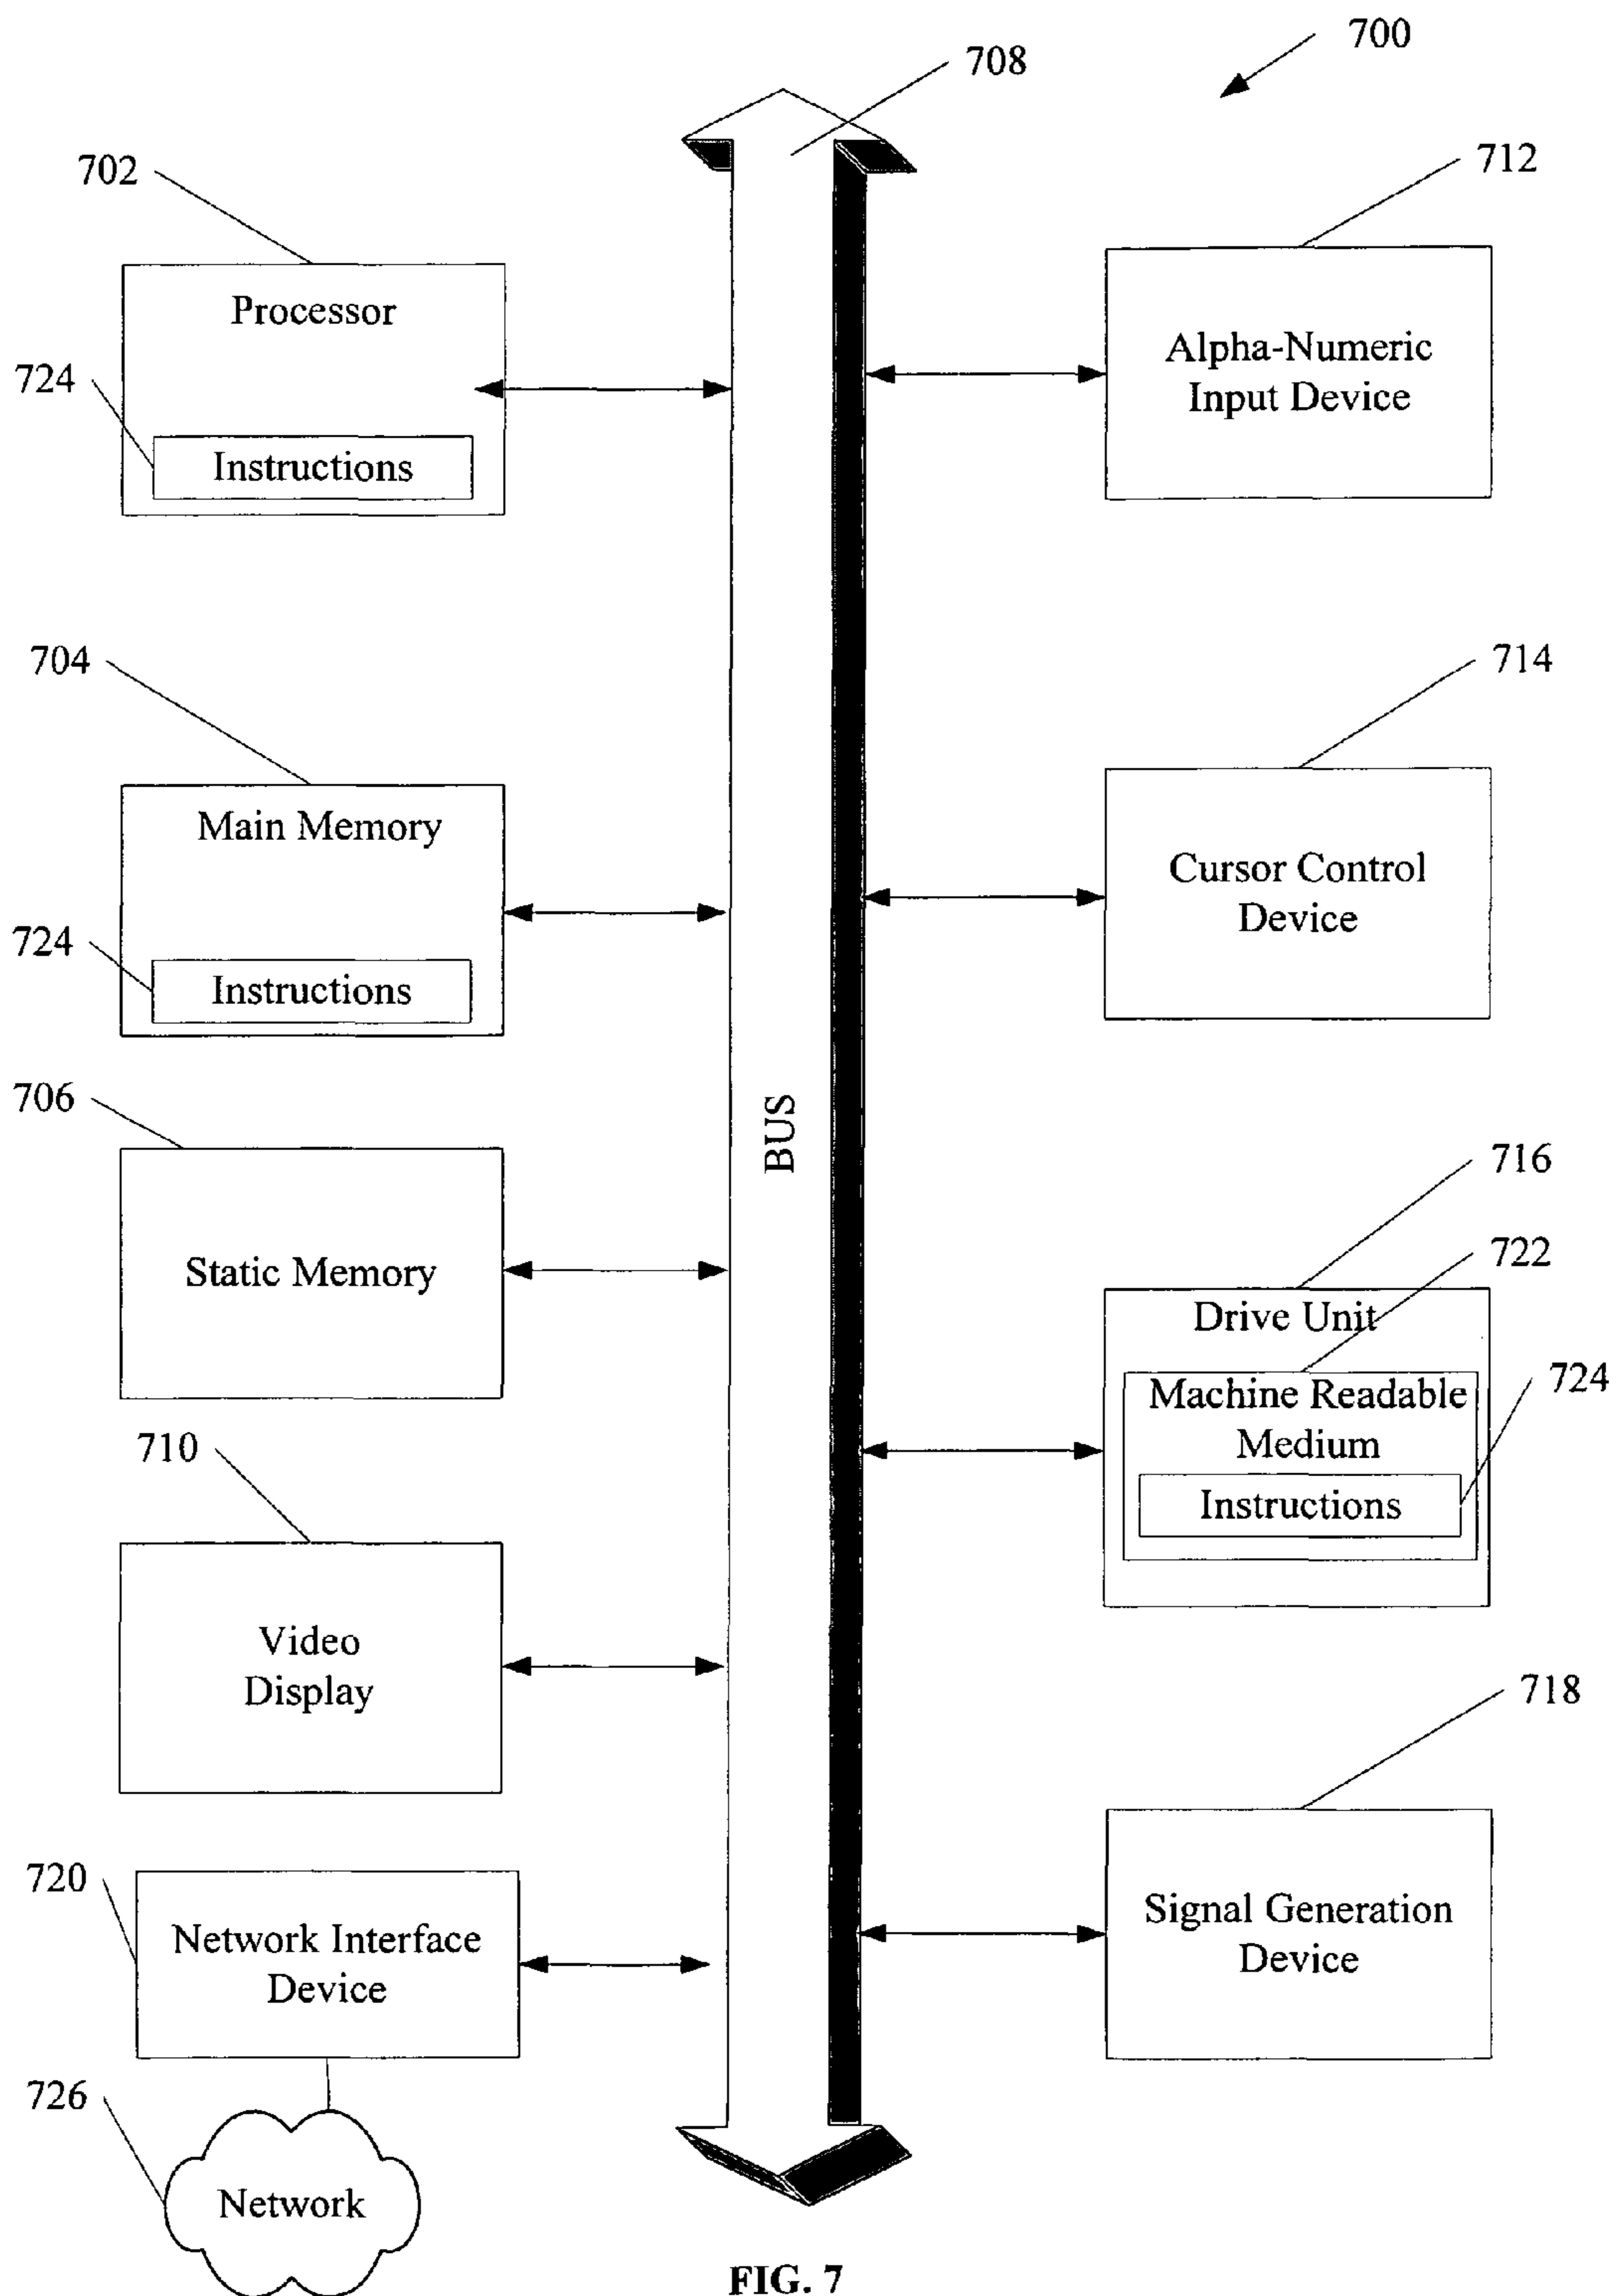 700
708
702
712
Processor
724
Instructions
Alpha-Numeric
Input Device
704
714
Main Memory
724
Instructions
Cursor Control
Device
706
BUS
716
722
Static Memory
Drive Unit
724
Machine Readable
Medium
Instructions
710
Video
Display
718
720
Network Interface
Device
Signal Generation
Device
726
Network
FIG. 7